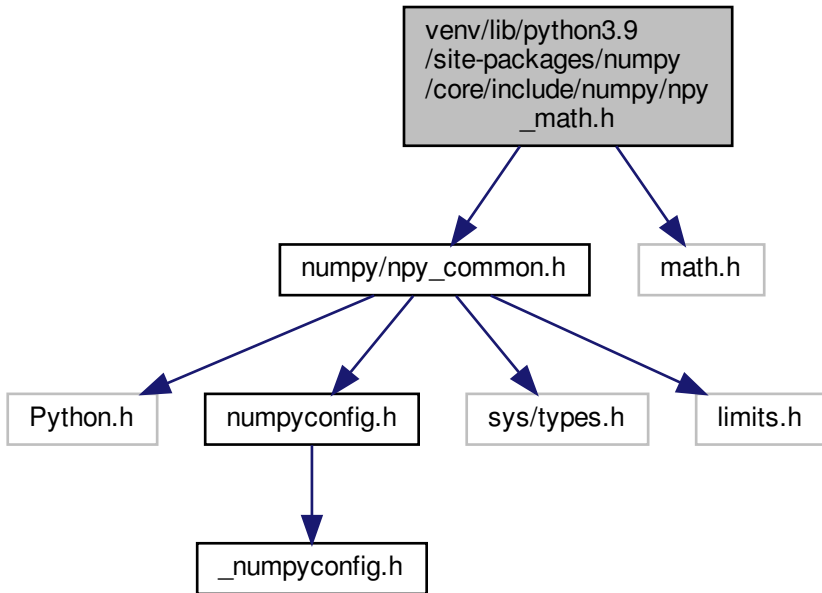 venv/lib/python3.9
/site-packages/numpy
/core/include/numpy/npy
_math.h
numpy/npy_common.h
math.h
Python.h
numpyconfig.h
sys/types.h
limits.h
_numpyconfig.h